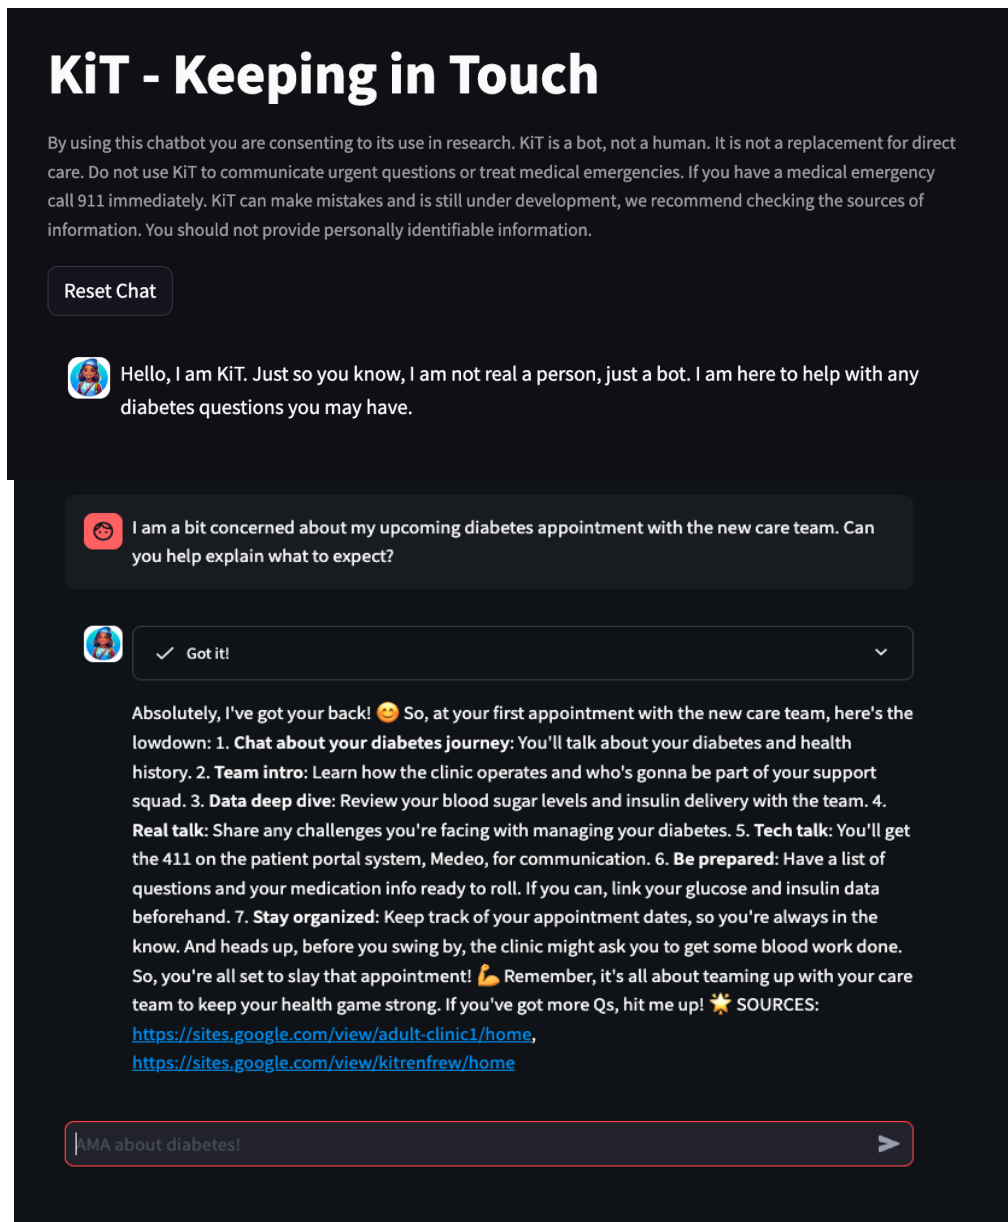 KiT - Keeping in Touch
By using this chatbot you are consenting to its use in research. KiT is a bot, not a human. It is not a replacement for direct
care. Do not use KiT to communicate urgent questions or treat medical emergencies. If you have a medical emergency
call 911 immediately. KiT can make mistakes and is still under development, we recommend checking the sources of
information. You should not provide personally identifiable information.
Reset Chat
Hello, I am KiT. Just so you know, I am not real a person, just a bot. I am here to help with any
diabetes questions you may have.
I am a bit concerned about my upcoming diabetes appointment with the new care team. Can
you help explain what to expect?
Got it!
Absolutely, I've got your back! 😊 So, at your first appointment with the new care team, here's the
lowdown: 1. Chat about your diabetes journey: You'll talk about your diabetes and health
history. 2. Team intro: Learn how the clinic operates and who's gonna be part of your support
squad. 3. Data deep dive: Review your blood sugar levels and insulin delivery with the team. 4.
Real talk: Share any challenges you're facing with managing your diabetes. 5. Tech talk: You'll get
the 411 on the patient portal system, Medeo, for communication. 6. Be prepared: Have a list of
questions and your medication info ready to roll. If you can, link your glucose and insulin data
beforehand. 7. Stay organized: Keep track of your appointment dates, so you're always in the
know. And heads up, before you swing by, the clinic might ask you to get some blood work done.
So, you're all set to slay that appointment! 💪 Remember, it's all about teaming up with your care
team to keep your health game strong. If you've got more Qs, hit me up! 🌟 SOURCES:
https://sites.google.com/view/adult-clinic1/home,
https://sites.google.com/view/kitrenfrew/home
AMA about diabetes!